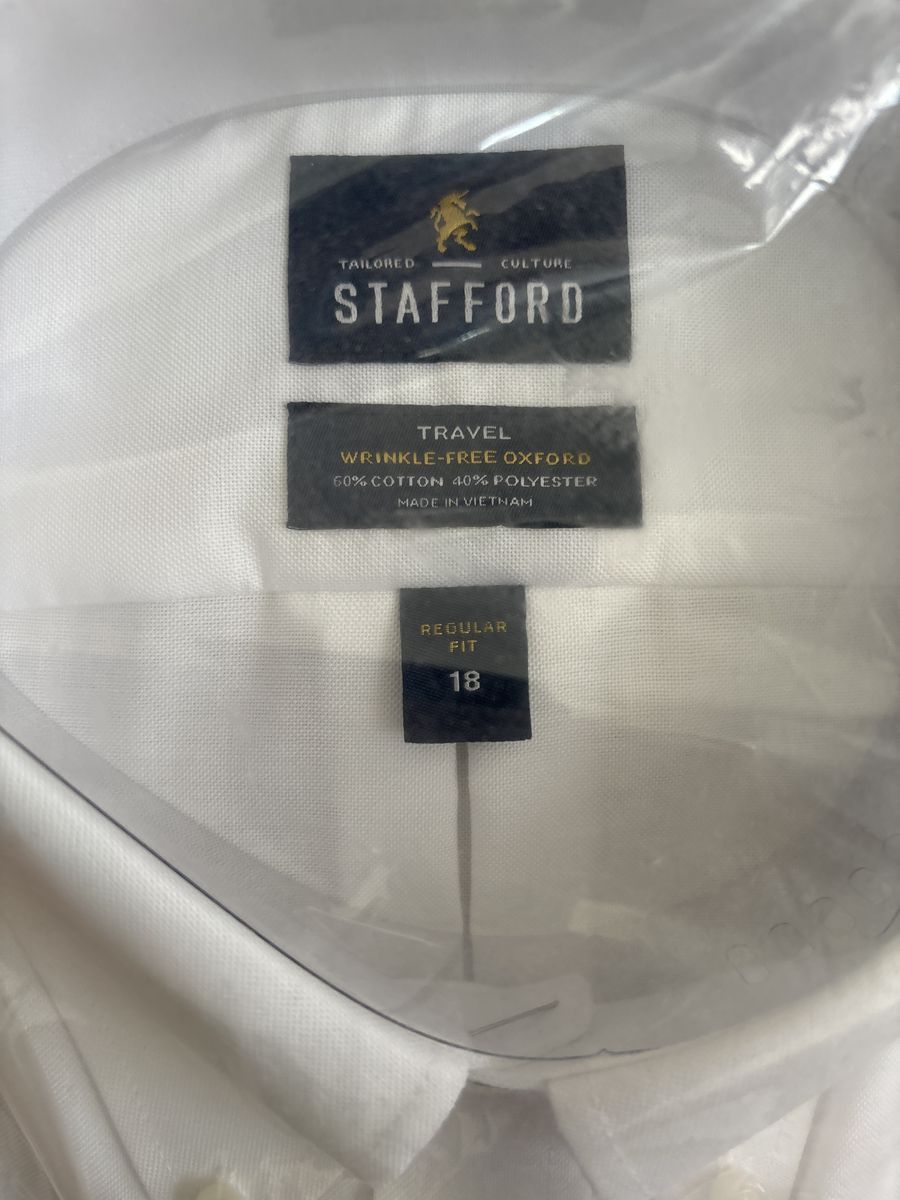 TAILORED CULTURE
STAFFORD
TRAVEL
WRINKLE-FREE OXFORD
60% COTTON 40% POLYESTER
MADE IN VIETNAM
REGULAR
FIT
18